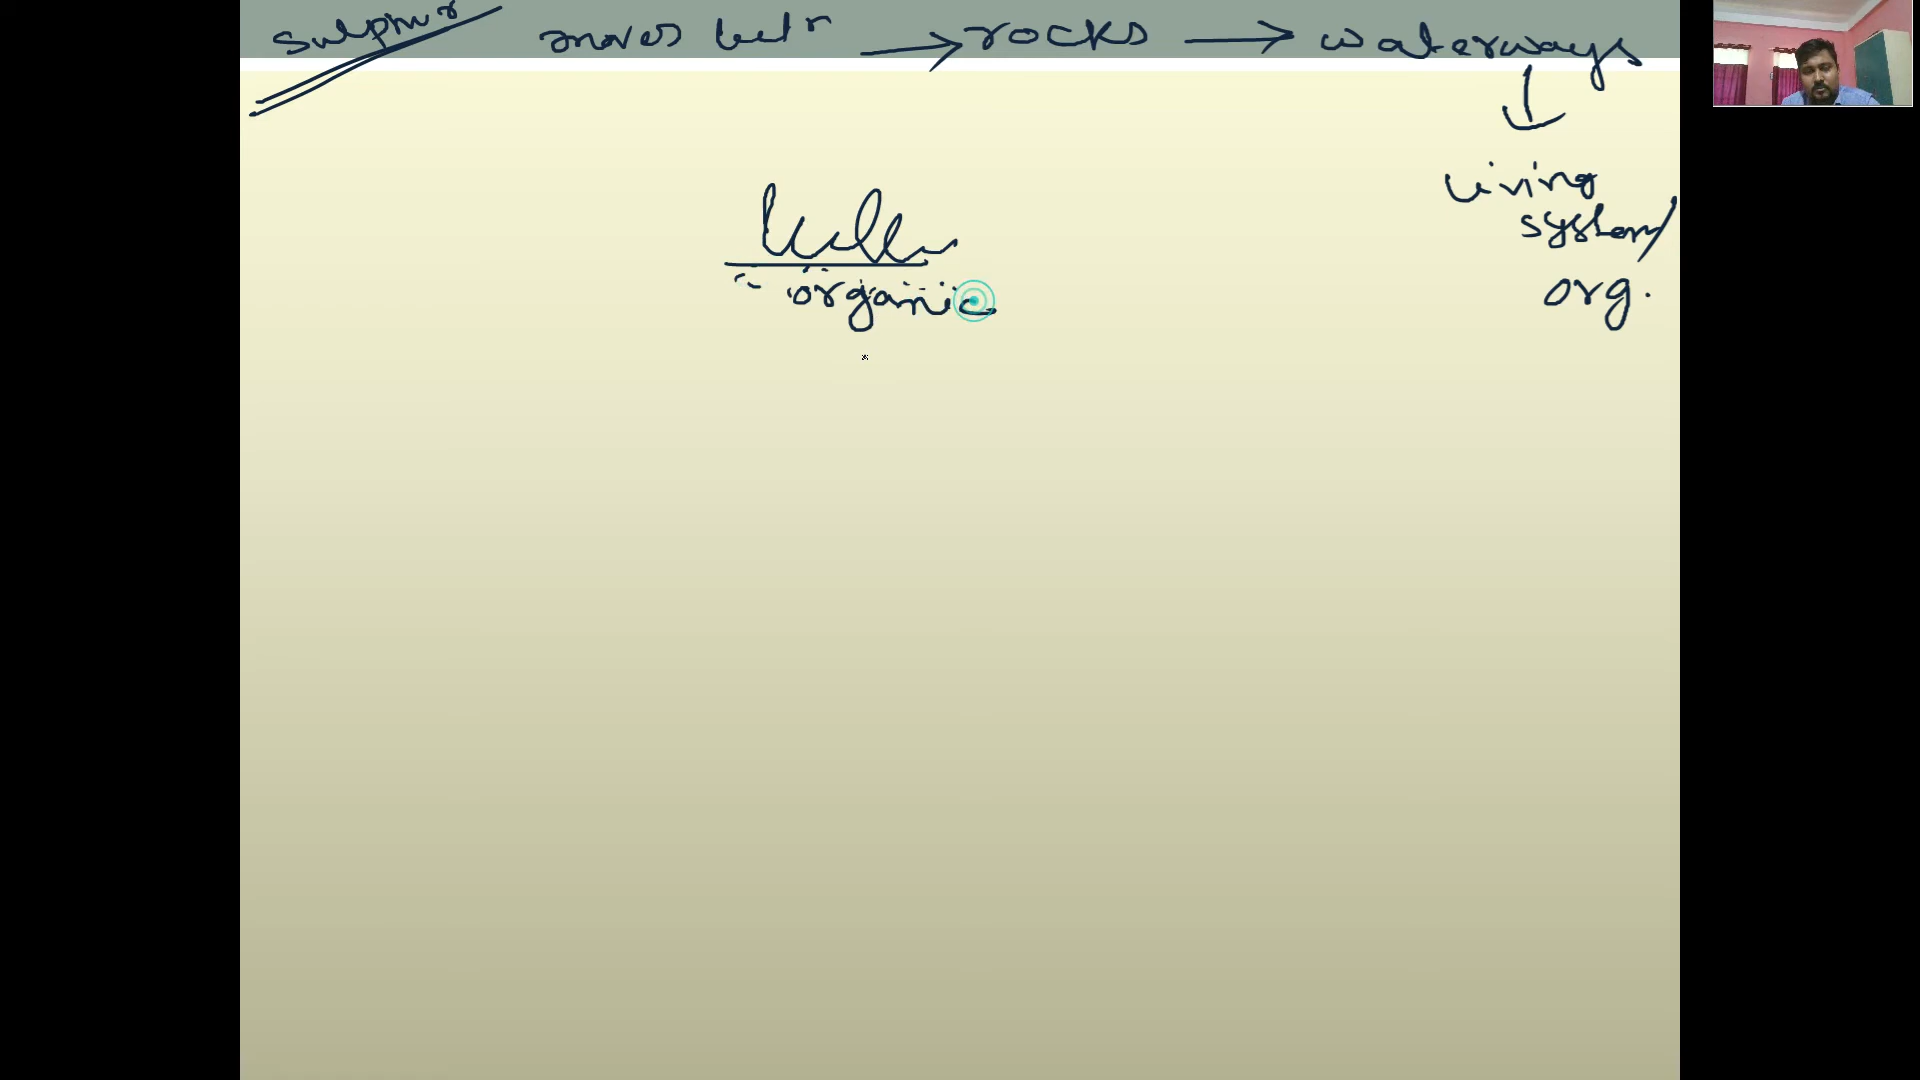 Sulphur moves betn → rocks → waterways
↓
Living
system/
org.
organic